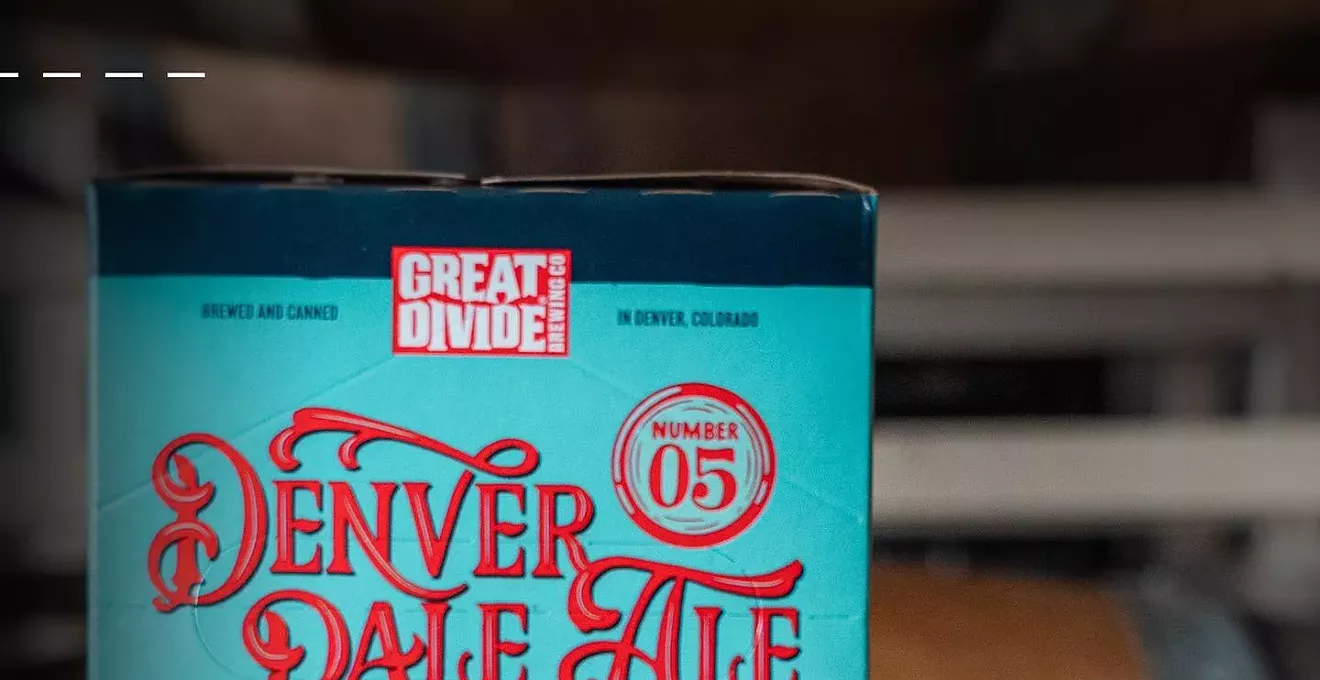 GREAT
DIVIDE
BREWING CO
BREWED AND CANNED
IN DENVER, COLORADO
NUMBER
05
DENVER
PALE ALE